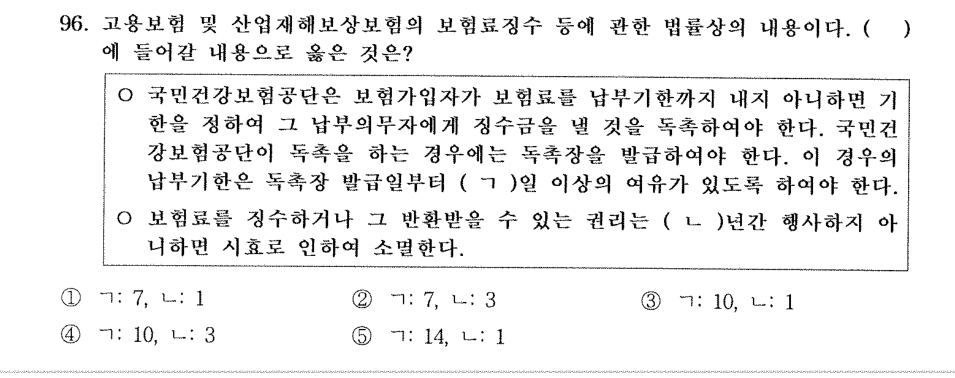 96. 고용보험 및 산업재해보상보험의 보험료징수 등에 관한 법률상의 내용이다. (   )
에 들어갈 내용으로 옳은 것은?
○ 국민건강보험공단은 보험가입자가 보험료를 납부기한까지 내지 아니하면 기
한을 정하여 그 납부의무자에게 징수금을 낼 것을 독촉하여야 한다. 국민건
강보험공단이 독촉을 하는 경우에는 독촉장을 발급하여야 한다. 이 경우의
납부기한은 독촉장 발급일부터 ( ㄱ )일 이상의 여유가 있도록 하여야 한다.
○ 보험료를 징수하거나 그 반환받을 수 있는 권리는 ( ㄴ )년간 행사하지 아
니하면 시효로 인하여 소멸한다.
① ㄱ: 7, ㄴ: 1 ② ㄱ: 7, ㄴ: 3 ③ ㄱ: 10, ㄴ: 1
④ ㄱ: 10, ㄴ: 3 ⑤ ㄱ: 14, ㄴ: 1